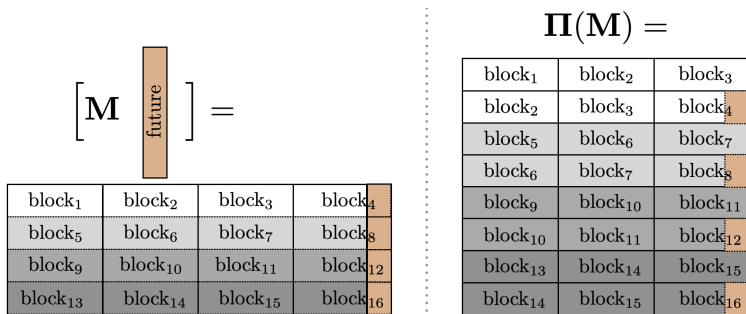 [M future] =
block₁ block₂ block₃ block₄
block₅ block₆ block₇ block₈
block₉ block₁₀ block₁₁ block₁₂
block₁₃ block₁₄ block₁₅ block₁₆
Π(M) =
block₁ block₂ block₃
block₂ block₃ block₄
block₅ block₆ block₇
block₆ block₇ block₈
block₉ block₁₀ block₁₁
block₁₀ block₁₁ block₁₂
block₁₃ block₁₄ block₁₅
block₁₄ block₁₅ block₁₆